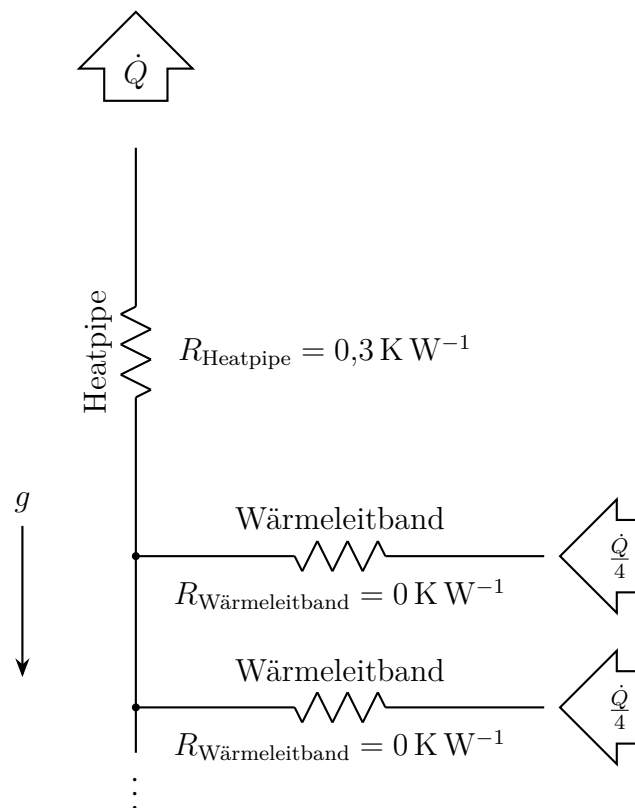 Q̇
Heatpipe
R_Heatpipe = 0,3 K W⁻¹
g
Wärmeleitband
Q̇/4
R_Wärmeleitband = 0 K W⁻¹
Wärmeleitband
Q̇/4
R_Wärmeleitband = 0 K W⁻¹
⋮